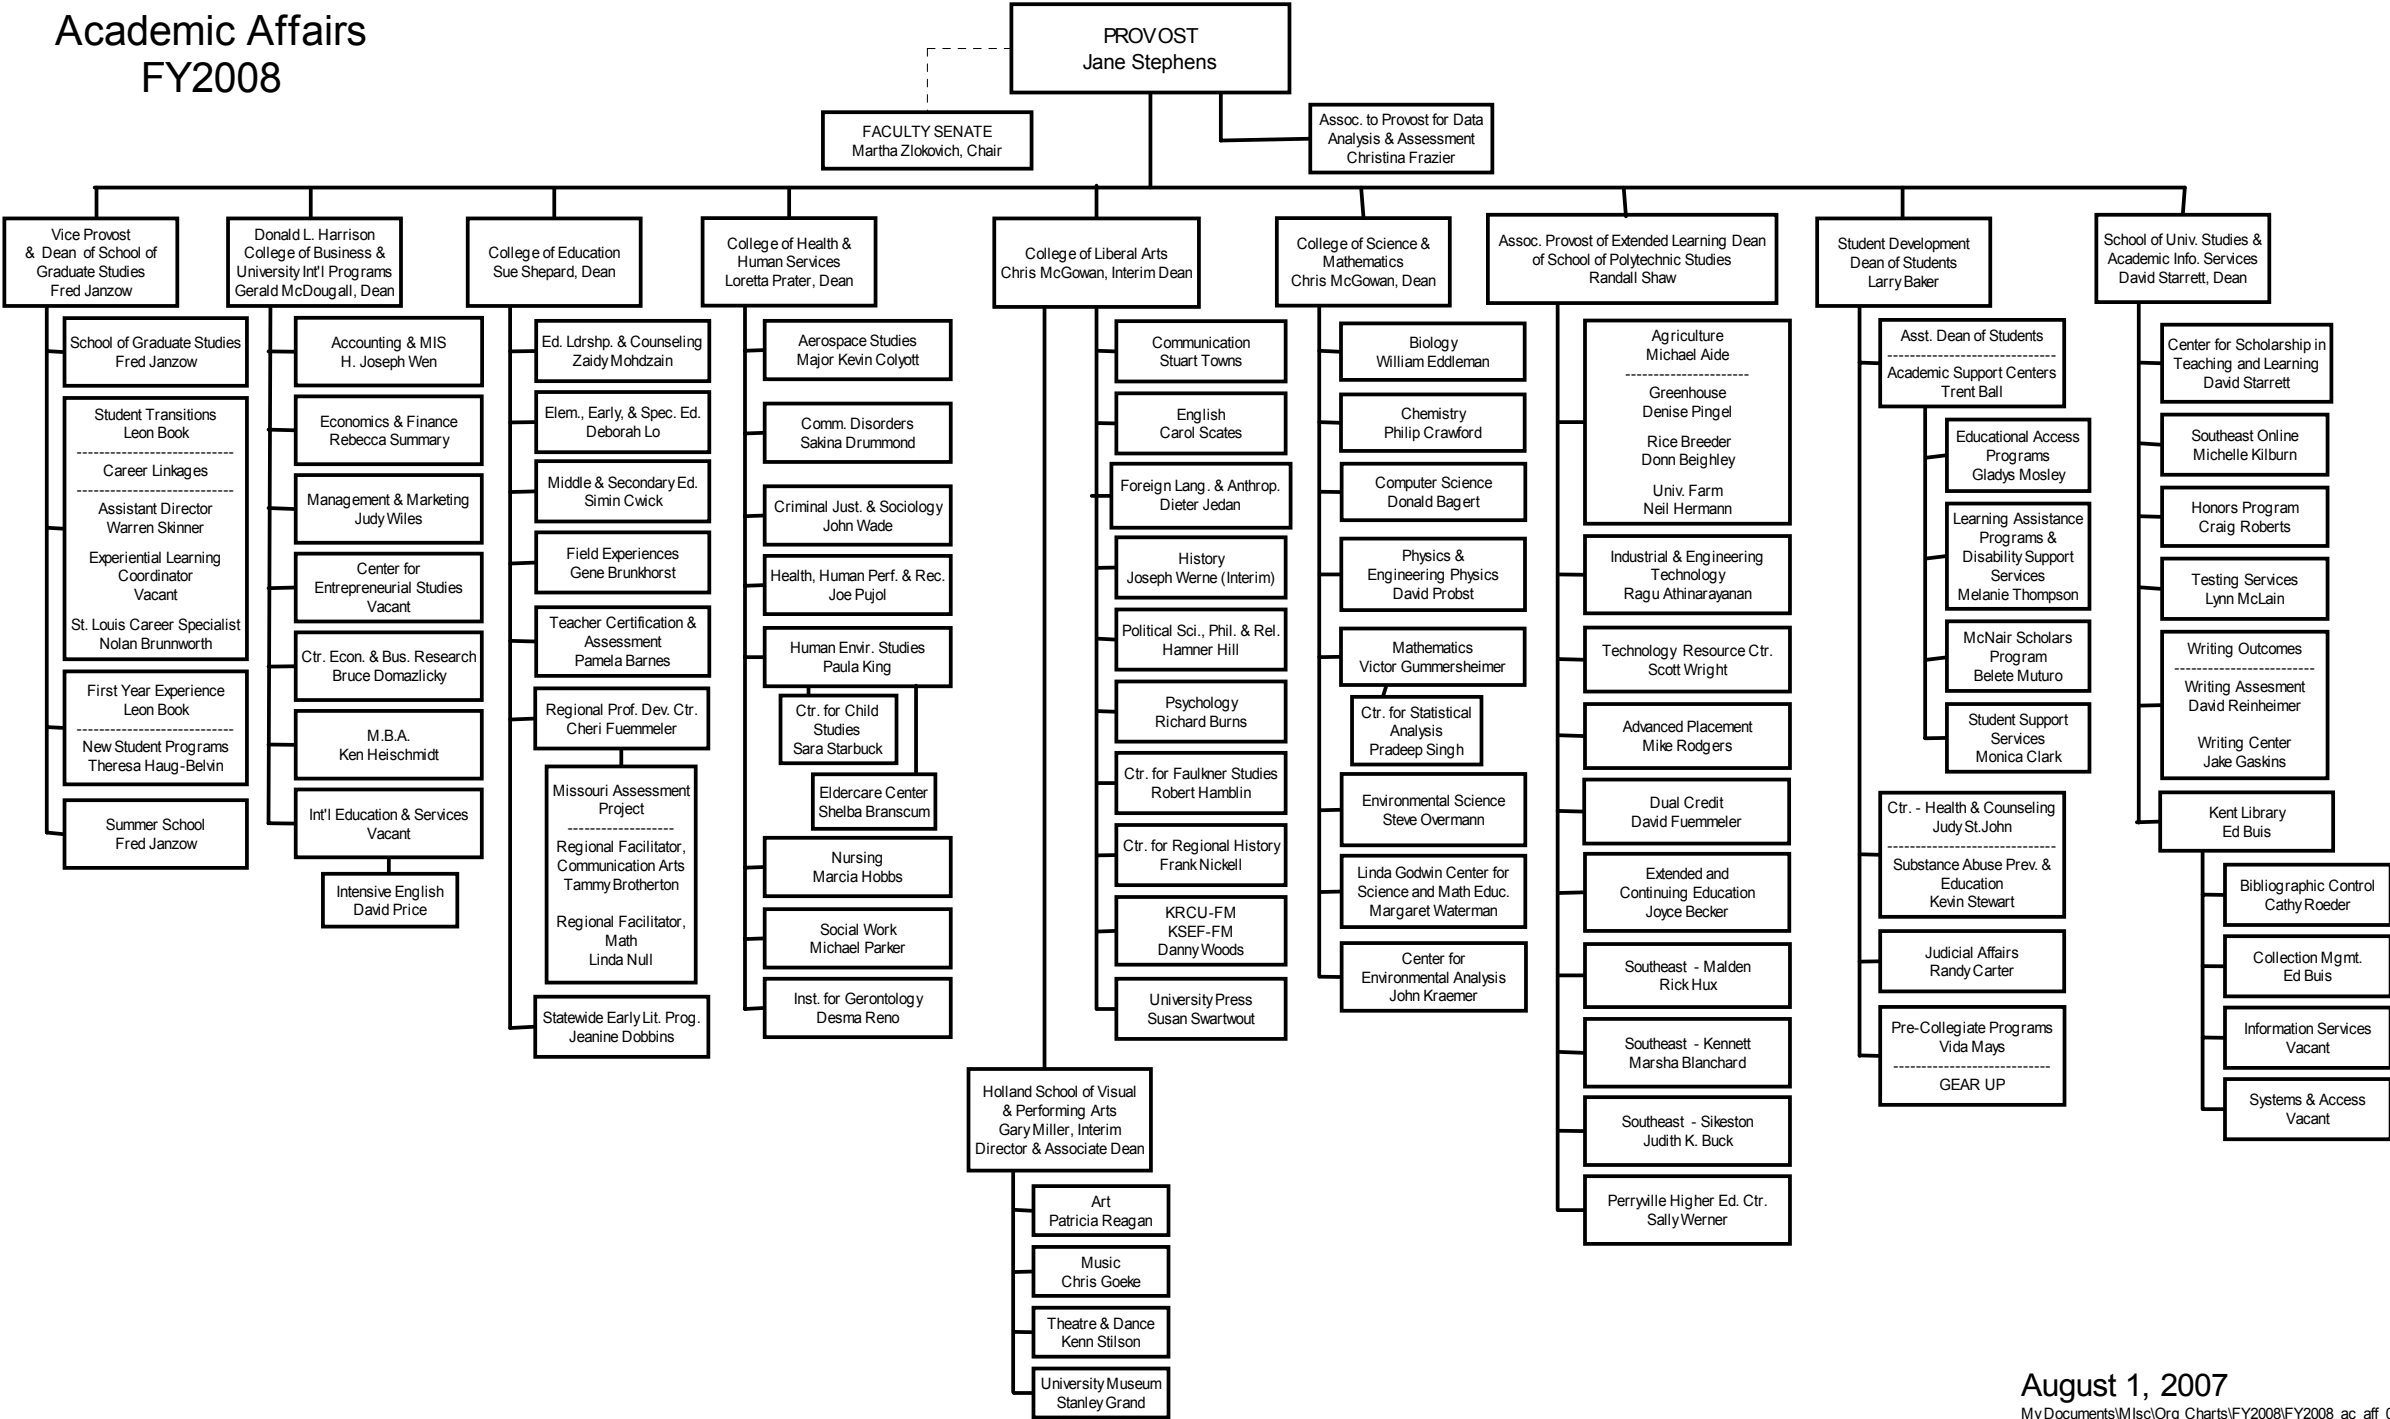 Academic Affairs
FY2008
PROVOST
Jane Stephens
FACULTY SENATE
Martha Zlokovich, Chair
Assoc. to Provost for Data
Analysis & Assessment
Christina Frazier
Vice Provost
& Dean of School of
Graduate Studies
Fred Janzow
School of Graduate Studies
Fred Janzow
Student Transitions
Leon Book
----------------------------
Career Linkages
----------------------------
Assistant Director
Warren Skinner
Experiential Learning
Coordinator
Vacant
St. Louis Career Specialist
Nolan Brunnworth
First Year Experience
Leon Book
----------------------------
New Student Programs
Theresa Haug-Belvin
Summer School
Fred Janzow
Donald L. Harrison
College of Business &
University Int'l Programs
Gerald McDougall, Dean
Accounting & MIS
H. Joseph Wen
Economics & Finance
Rebecca Summary
Management & Marketing
Judy Wiles
Center for
Entrepreneurial Studies
Vacant
Ctr. Econ. & Bus. Research
Bruce Domazlicky
M.B.A.
Ken Heischmidt
Int'l Education & Services
Vacant
Intensive English
David Price
College of Education
Sue Shepard, Dean
Ed. Ldrshp. & Counseling
Zaidy Mohdzain
Elem., Early, & Spec. Ed.
Deborah Lo
Middle & Secondary Ed.
Simin Cwick
Field Experiences
Gene Brunkhorst
Teacher Certification &
Assessment
Pamela Barnes
Regional Prof. Dev. Ctr.
Cheri Fuemmeler
Missouri Assessment
Project
-------------------
Regional Facilitator,
Communication Arts
Tammy Brotherton
Regional Facilitator,
Math
Linda Null
Statewide Early Lit. Prog.
Jeanine Dobbins
College of Health &
Human Services
Loretta Prater, Dean
Aerospace Studies
Major Kevin Colyott
Comm. Disorders
Sakina Drummond
Criminal Just. & Sociology
John Wade
Health, Human Perf. & Rec.
Joe Pujol
Human Envir. Studies
Paula King
Ctr. for Child
Studies
Sara Starbuck
Eldercare Center
Shelba Branscum
Nursing
Marcia Hobbs
Social Work
Michael Parker
Inst. for Gerontology
Desma Reno
College of Liberal Arts
Chris McGowan, Interim Dean
Communication
Stuart Towns
English
Carol Scates
Foreign Lang. & Anthrop.
Dieter Jedan
History
Joseph Werne (Interim)
Political Sci., Phil. & Rel.
Hamner Hill
Psychology
Richard Burns
Ctr. for Faulkner Studies
Robert Hamblin
Ctr. for Regional History
Frank Nickell
KRCU-FM
KSEF-FM
Danny Woods
University Press
Susan Swartwout
Holland School of Visual
& Performing Arts
Gary Miller, Interim
Director & Associate Dean
Art
Patricia Reagan
Music
Chris Goeke
Theatre & Dance
Kenn Stilson
University Museum
Stanley Grand
College of Science &
Mathematics
Chris McGowan, Dean
Biology
William Eddleman
Chemistry
Philip Crawford
Computer Science
Donald Bagert
Physics &
Engineering Physics
David Probst
Mathematics
Victor Gummersheimer
Ctr. for Statistical
Analysis
Pradeep Singh
Environmental Science
Steve Overmann
Linda Godwin Center for
Science and Math Educ.
Margaret Waterman
Center for
Environmental Analysis
John Kraemer
Assoc. Provost of Extended Learning Dean
of School of Polytechnic Studies
Randall Shaw
Agriculture
Michael Aide
----------------------
Greenhouse
Denise Pingel
Rice Breeder
Donn Beighley
Univ. Farm
Neil Hermann
Industrial & Engineering
Technology
Ragu Athinarayanan
Technology Resource Ctr.
Scott Wright
Advanced Placement
Mike Rodgers
Dual Credit
David Fuemmeler
Extended and
Continuing Education
Joyce Becker
Southeast - Malden
Rick Hux
Southeast - Kennett
Marsha Blanchard
Southeast - Sikeston
Judith K. Buck
Perryville Higher Ed. Ctr.
Sally Werner
Student Development
Dean of Students
Larry Baker
Asst. Dean of Students
------------------------------
Academic Support Centers
Trent Ball
Educational Access
Programs
Gladys Mosley
Learning Assistance
Programs &
Disability Support
Services
Melanie Thompson
McNair Scholars
Program
Belete Muturo
Student Support
Services
Monica Clark
Ctr. - Health & Counseling
Judy St.John
------------------------------
Substance Abuse Prev. &
Education
Kevin Stewart
Judicial Affairs
Randy Carter
Pre-Collegiate Programs
Vida Mays
----------------------------
GEAR UP
School of Univ. Studies &
Academic Info. Services
David Starrett, Dean
Center for Scholarship in
Teaching and Learning
David Starrett
Southeast Online
Michelle Kilburn
Honors Program
Craig Roberts
Testing Services
Lynn McLain
Writing Outcomes
-------------------------
Writing Assesment
David Reinheimer
Writing Center
Jake Gaskins
Kent Library
Ed Buis
Bibliographic Control
Cathy Roeder
Collection Mgmt.
Ed Buis
Information Services
Vacant
Systems & Access
Vacant
August 1, 2007
My Documents\MIsc\Org Charts\FY2008\FY2008_ac_aff